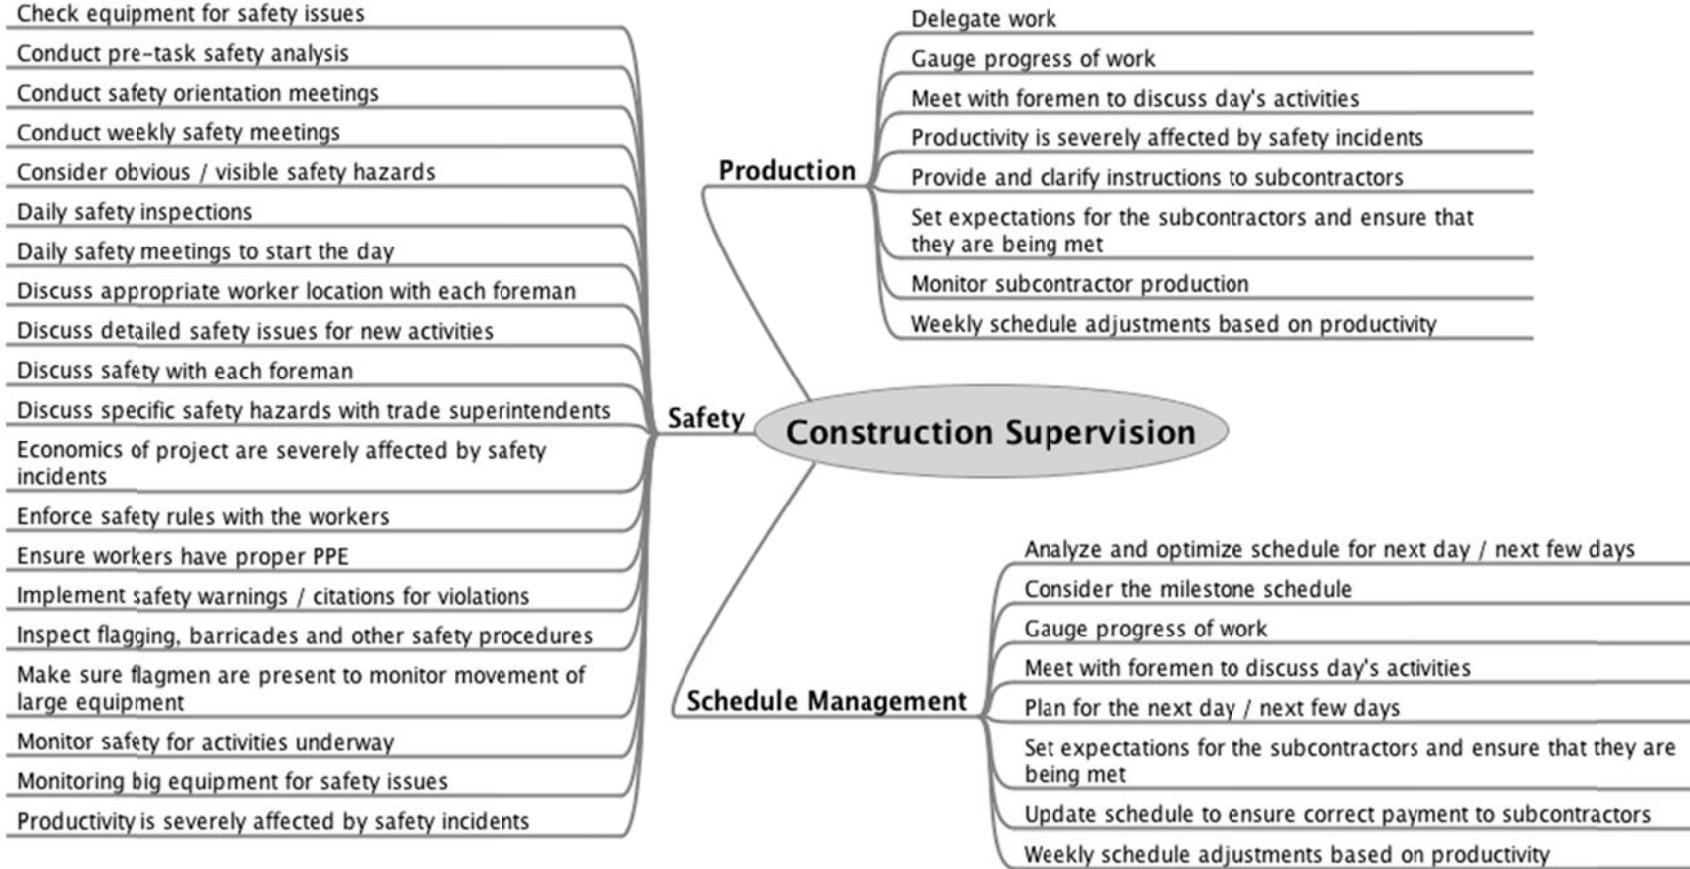 Check equipment for safety issues
Conduct pre-task safety analysis
Conduct safety orientation meetings
Conduct weekly safety meetings
Consider obvious / visible safety hazards
Daily safety inspections
Daily safety meetings to start the day
Discuss appropriate worker location with each foreman
Discuss detailed safety issues for new activities
Discuss safety with each foreman
Discuss specific safety hazards with trade superintendents
Economics of project are severely affected by safety
incidents
Enforce safety rules with the workers
Ensure workers have proper PPE
Implement safety warnings / citations for violations
Inspect flagging, barricades and other safety procedures
Make sure flagmen are present to monitor movement of
large equipment
Monitor safety for activities underway
Monitoring big equipment for safety issues
Productivity is severely affected by safety incidents
Safety
Construction Supervision
Production
Delegate work
Gauge progress of work
Meet with foremen to discuss day's activities
Productivity is severely affected by safety incidents
Provide and clarify instructions to subcontractors
Set expectations for the subcontractors and ensure that
they are being met
Monitor subcontractor production
Weekly schedule adjustments based on productivity
Schedule Management
Analyze and optimize schedule for next day / next few days
Consider the milestone schedule
Gauge progress of work
Meet with foremen to discuss day's activities
Plan for the next day / next few days
Set expectations for the subcontractors and ensure that they are
being met
Update schedule to ensure correct payment to subcontractors
Weekly schedule adjustments based on productivity